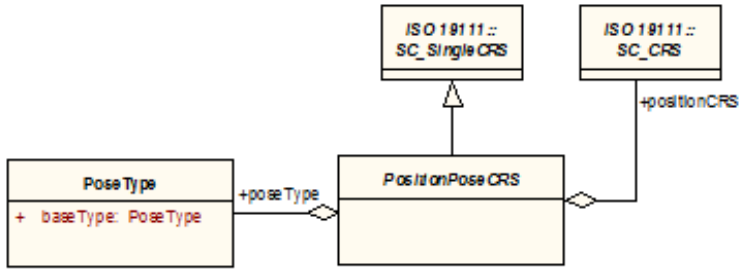 ISO 19111::
SC_SingleCRS
ISO 19111::
SC_CRS
+positionCRS
PoseType
+ baseType: PoseType
+poseType
PositionPoseCRS